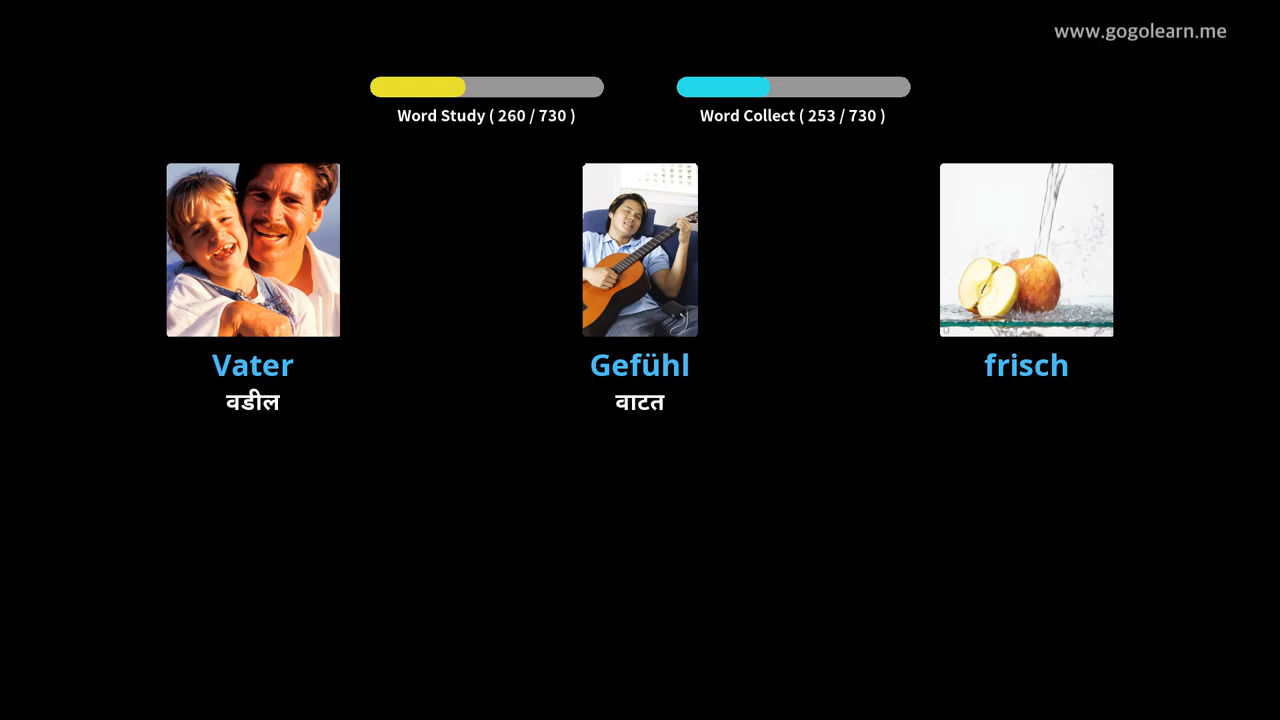 www.gogolearn.me
Word Study ( 260 / 730 )
Word Collect ( 253 / 730 )
Vater
वडील
Gefühl
वाटत
frisch